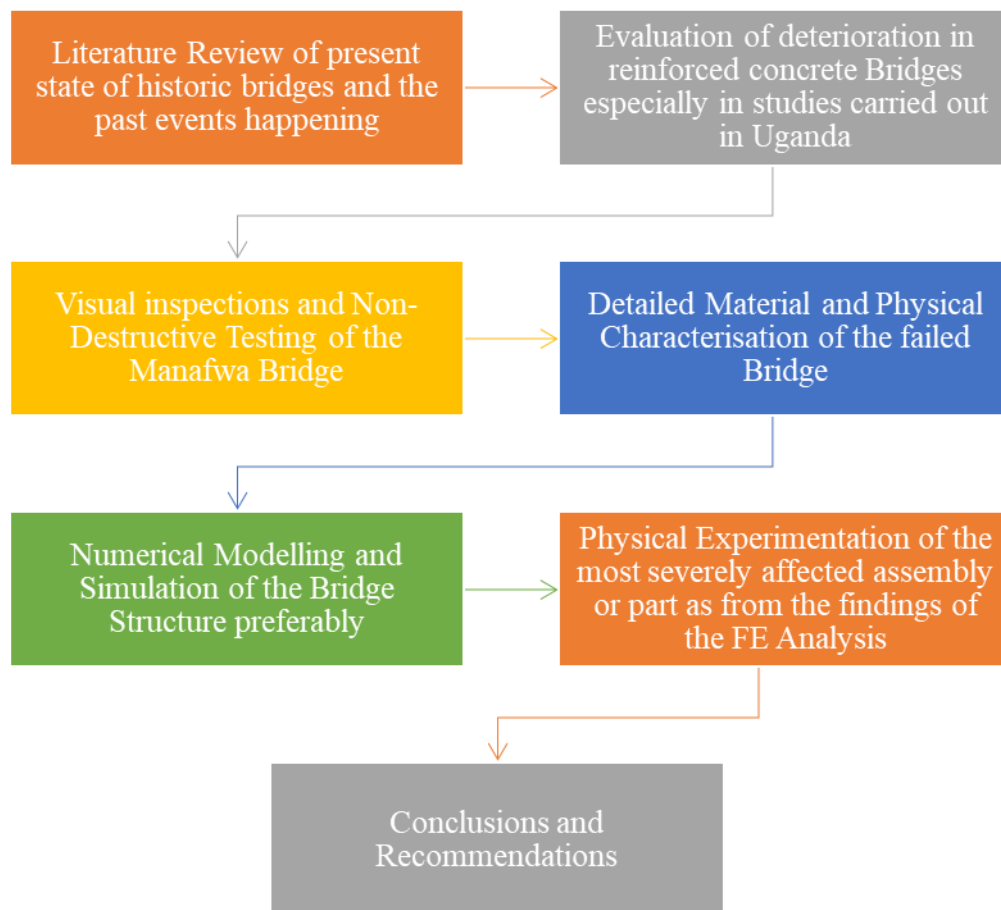 Literature Review of present
state of historic bridges and the
past events happening
Evaluation of deterioration in
reinforced concrete Bridges
especially in studies carried out
in Uganda
Visual inspections and Non-
Destructive Testing of the
Manafwa Bridge
Detailed Material and Physical
Characterisation of the failed
Bridge
Numerical Modelling and
Simulation of the Bridge
Structure preferably
Physical Experimentation of the
most severely affected assembly
or part as from the findings of
the FE Analysis
Conclusions and
Recommendations